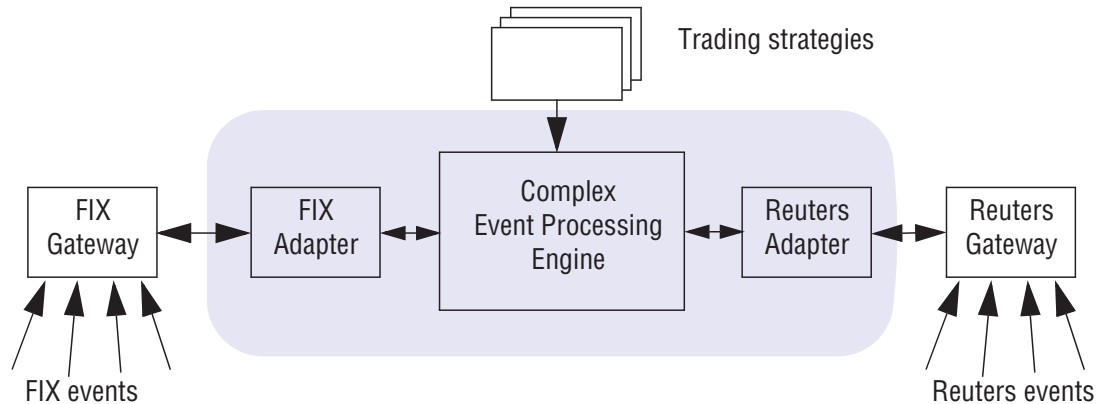 Trading strategies
FIX
Gateway
FIX
Adapter
Complex
Event Processing
Engine
Reuters
Adapter
Reuters
Gateway
FIX events
Reuters events